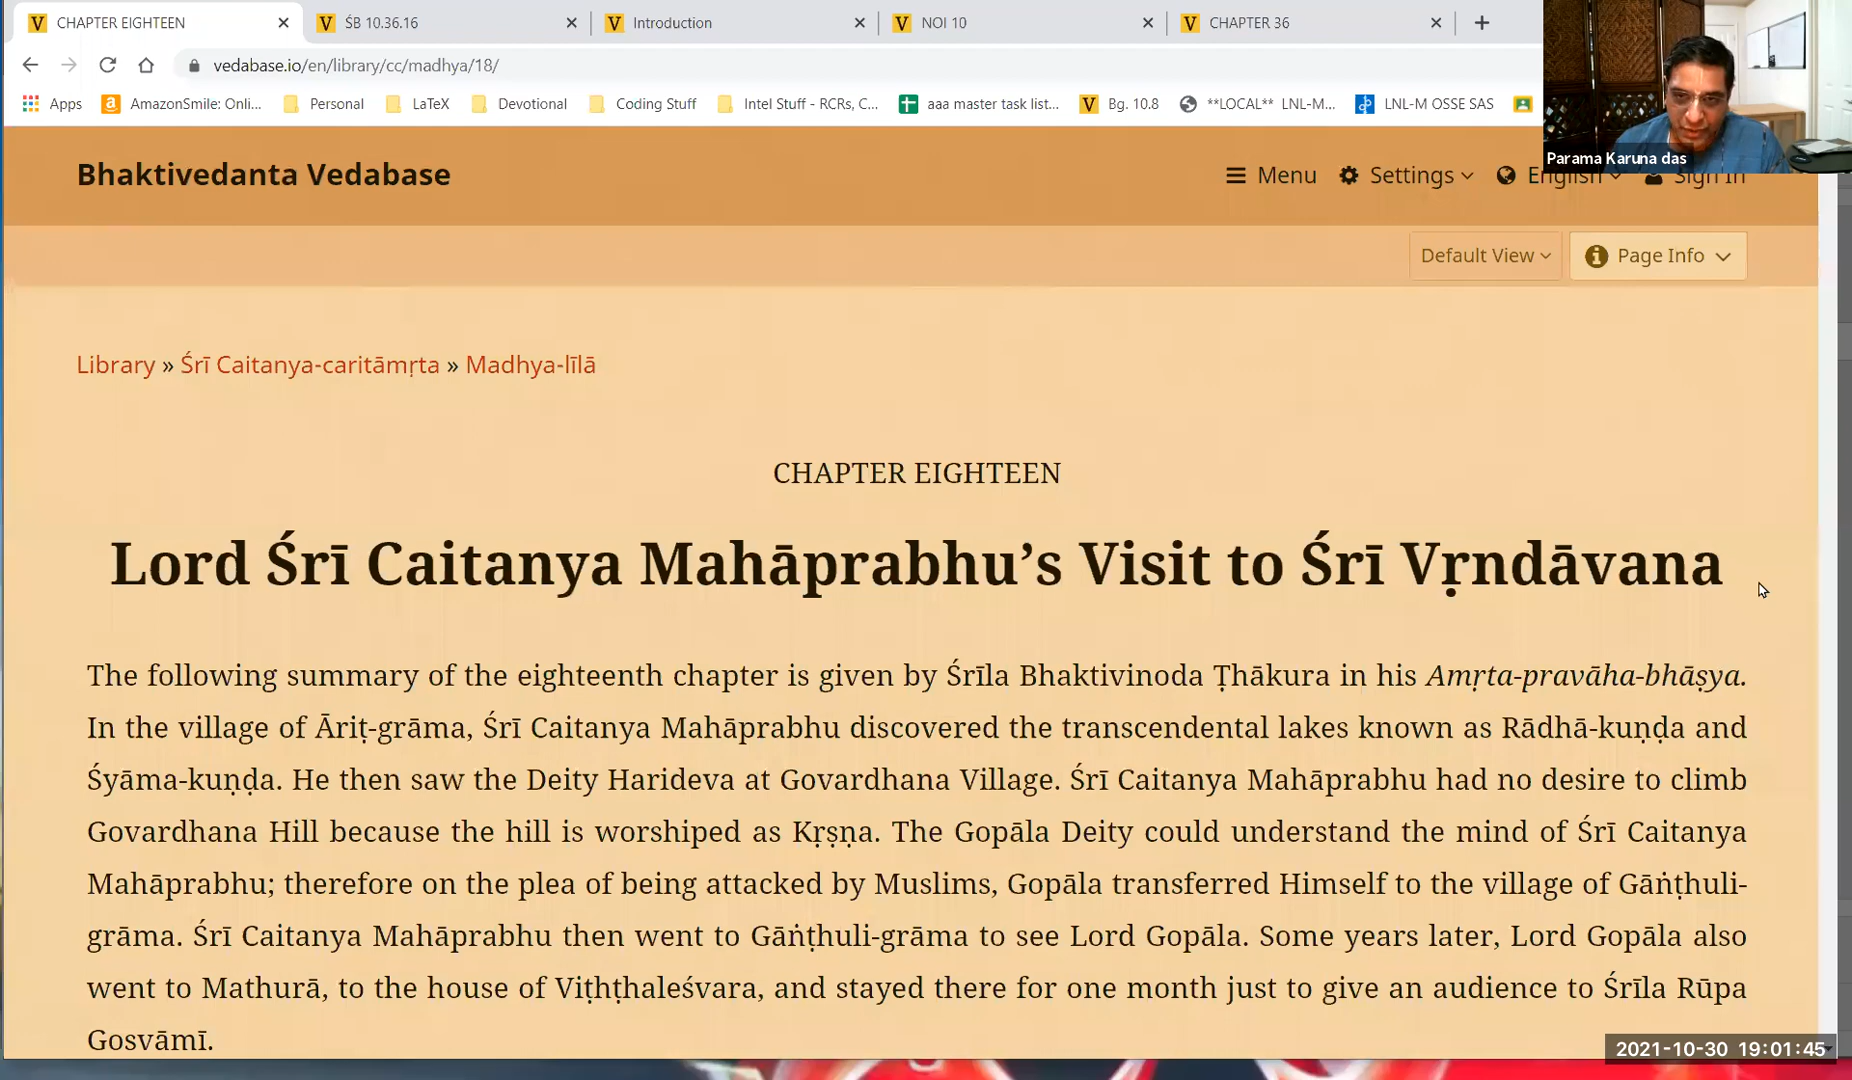 CHAPTER EIGHTEEN
ŚB 10.36.16
Introduction
NOI 10
CHAPTER 36
vedabase.io/en/library/cc/madhya/18/
Apps
AmazonSmile: Onli...
Personal
LaTeX
Devotional
Coding Stuff
Intel Stuff - RCRs, C...
aaa master task list...
Bg. 10.8
**LOCAL** LNL-M...
LNL-M OSSE SAS
Parama Karuna das
Bhaktivedanta Vedabase
Menu
Settings
English
Sign In
Default View
Page Info
Library » Śrī Caitanya-caritāmṛta » Madhya-līlā
CHAPTER EIGHTEEN
Lord Śrī Caitanya Mahāprabhu’s Visit to Śrī Vṛndāvana
The following summary of the eighteenth chapter is given by Śrīla Bhaktivinoda Ṭhākura in his Amṛta-pravāha-bhāṣya.
In the village of Āriṭ-grāma, Śrī Caitanya Mahāprabhu discovered the transcendental lakes known as Rādhā-kuṇḍa and
Śyāma-kuṇḍa. He then saw the Deity Harideva at Govardhana Village. Śrī Caitanya Mahāprabhu had no desire to climb
Govardhana Hill because the hill is worshiped as Kṛṣṇa. The Gopāla Deity could understand the mind of Śrī Caitanya
Mahāprabhu; therefore on the plea of being attacked by Muslims, Gopāla transferred Himself to the village of Gāṅṭhuli-
grāma. Śrī Caitanya Mahāprabhu then went to Gāṅṭhuli-grāma to see Lord Gopāla. Some years later, Lord Gopāla also
went to Mathurā, to the house of Viṭhṭhaleśvara, and stayed there for one month just to give an audience to Śrīla Rūpa
Gosvāmī.
2021-10-30 19:01:45